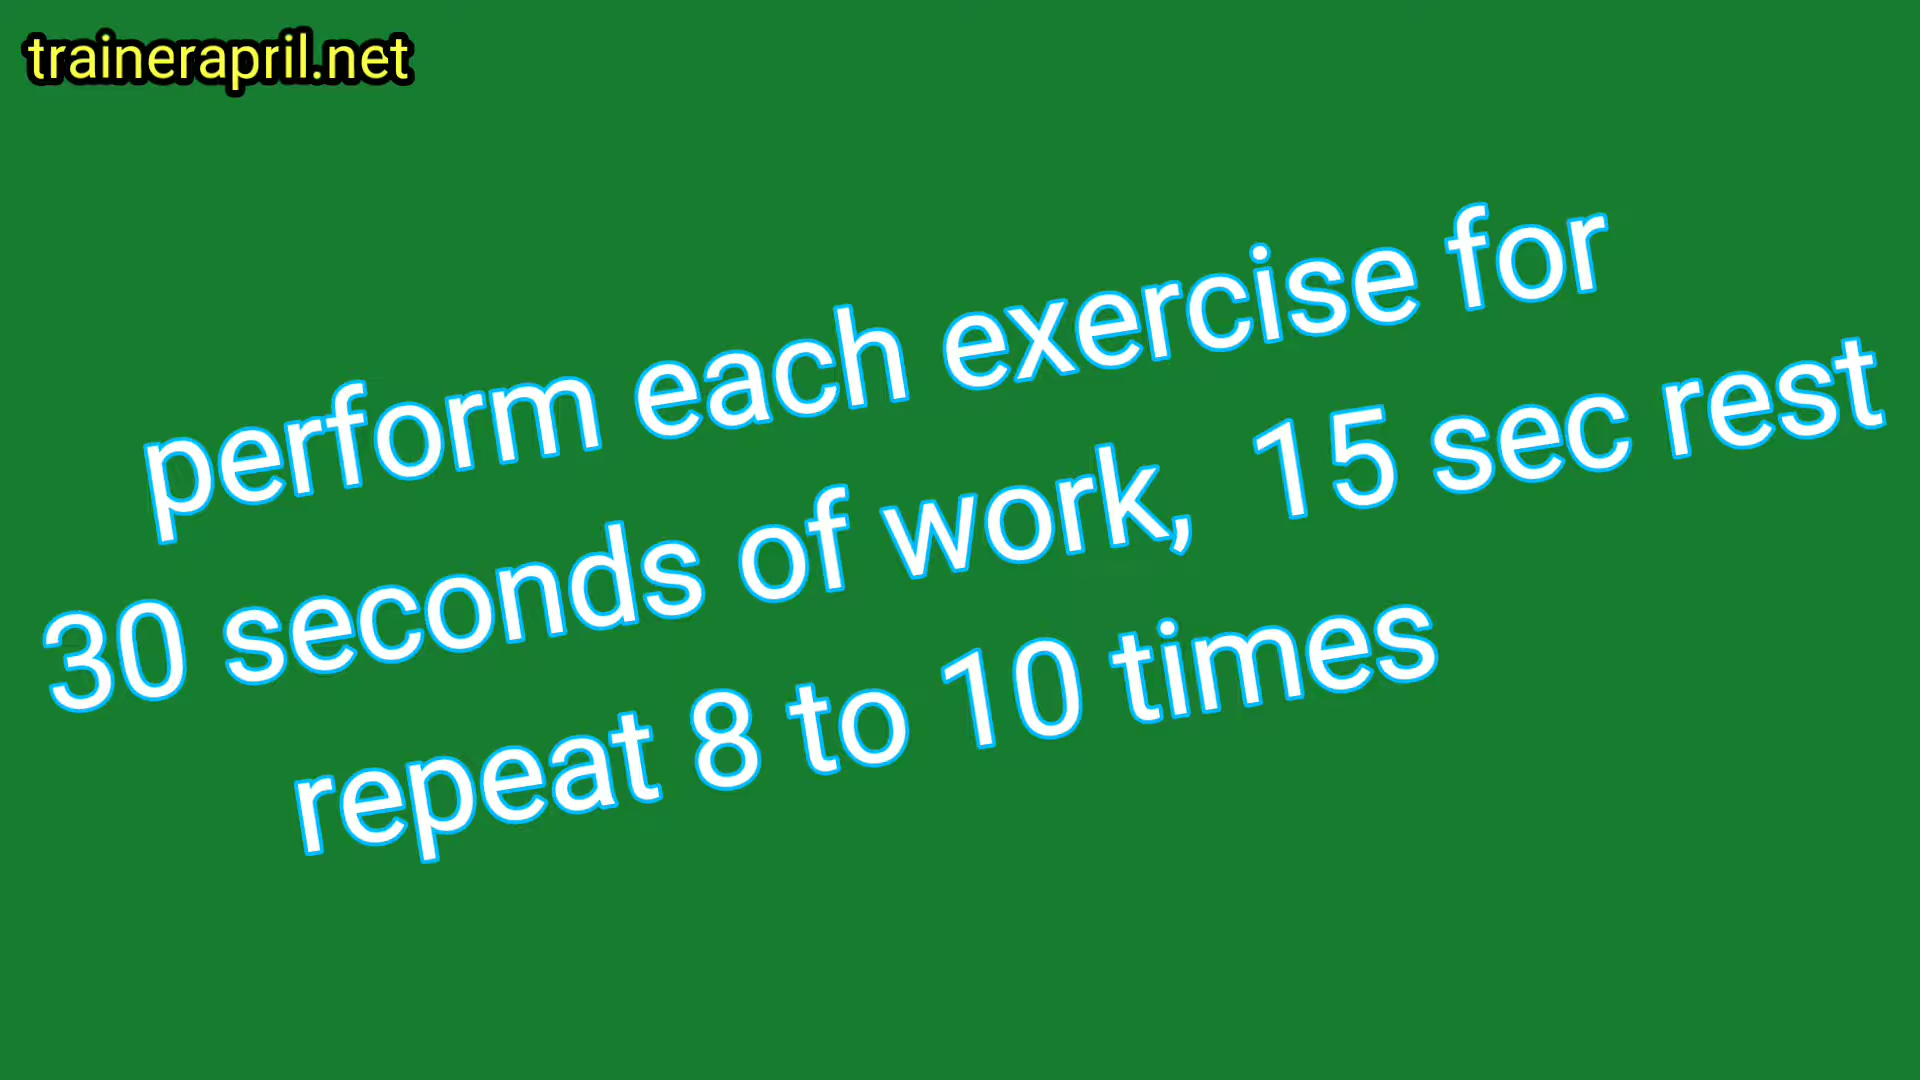 trainerapril.net
perform each exercise for
30 seconds of work, 15 sec rest
repeat 8 to 10 times